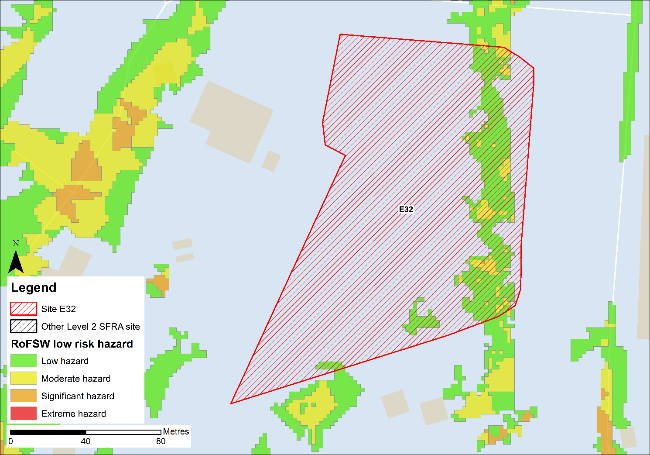 E32
N
Legend
Site E32
Other Level 2 SFRA site
RoFSW low risk hazard
Low hazard
Moderate hazard
Significant hazard
Extreme hazard
0 40 80 Metres